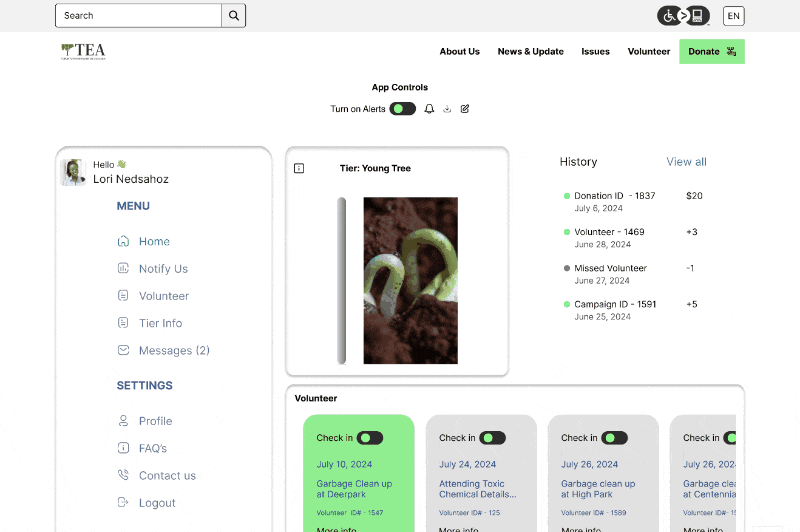 Search
EN
TEA
About Us
News & Update
Issues
Volunteer
Donate
App Controls
Turn on Alerts
Hello 👋
Lori Nedsahoz
MENU
Home
Notify Us
Volunteer
Tier Info
Messages (2)
SETTINGS
Profile
FAQ's
Contact us
Logout
Tier: Young Tree
History
View all
Donation ID - 1837
$20
July 6, 2024
Volunteer - 1469
+3
June 28, 2024
Missed Volunteer
-1
June 27, 2024
Campaign ID - 1591
+5
June 25, 2024
Volunteer
Check in
July 10, 2024
Garbage Clean up
at Deerpark
Volunteer ID# - 1547
More info
Check in
July 24, 2024
Attending Toxic
Chemical Details...
Volunteer ID# - 125
More info
Check in
July 26, 2024
Garbage clean up
at High Park
Volunteer ID# - 1589
More info
Check in
July 26, 202
Garbage clea
at Centennia
Volunteer ID# - 15
More info